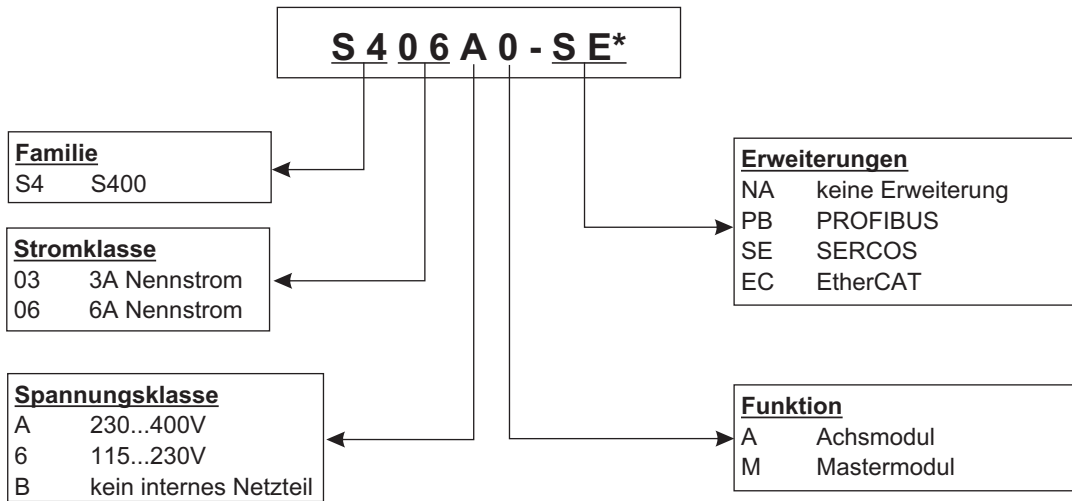 S406A0-SE*
Familie
S4 S400
Stromklasse
03 3A Nennstrom
06 6A Nennstrom
Spannungsklasse
A 230...400V
6 115...230V
B kein internes Netzteil
Erweiterungen
NA keine Erweiterung
PB PROFIBUS
SE SERCOS
EC EtherCAT
Funktion
A Achsmodul
M Mastermodul